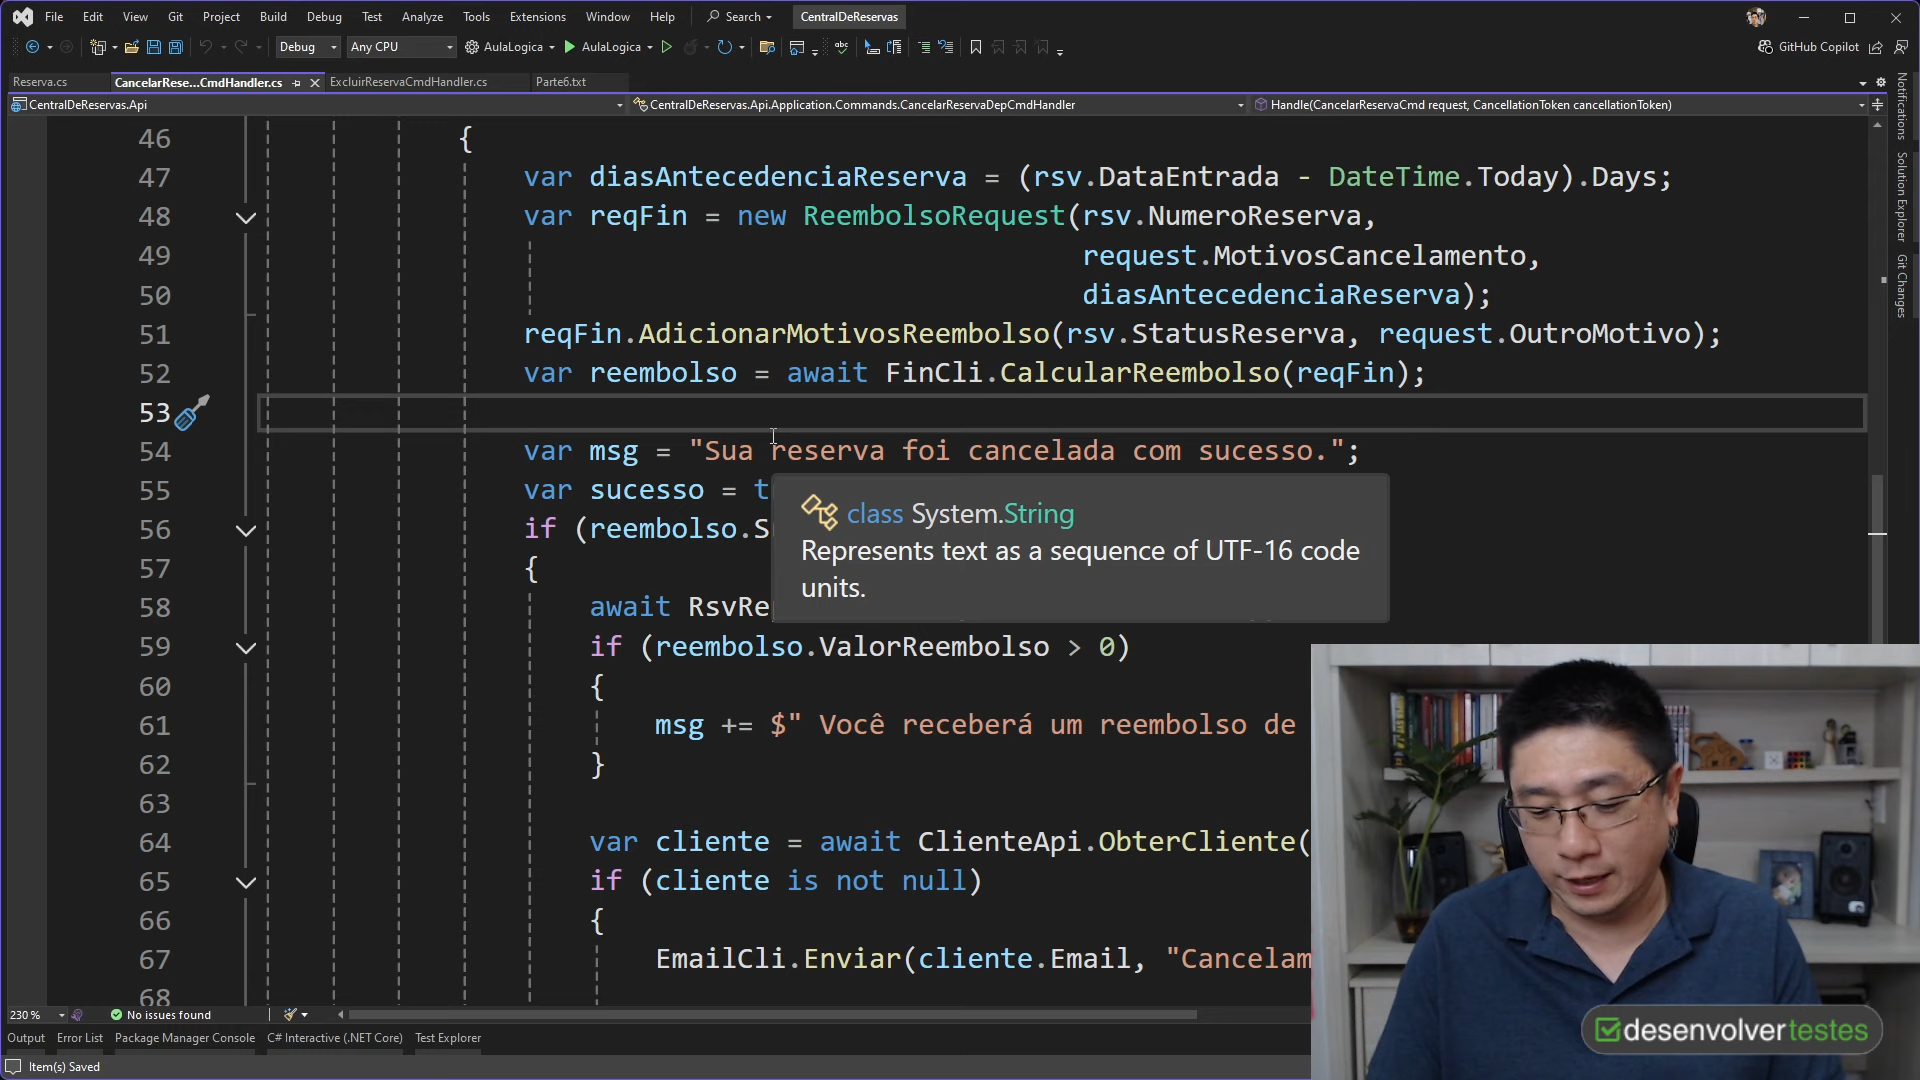 File Edit View Git Project Build Debug Test Analyze Tools Extensions Window Help Search CentralDeReservas
Debug Any CPU AulaLogica AulaLogica GitHub Copilot
Reserva.cs CancelarRese...CmdHandler.cs ExcluirReservaCmdHandler.cs Parte6.txt
CentralDeReservas.Api CentralDeReservas.Api.Application.Commands.CancelarReservaDepCmdHandler Handle(CancelarReservaCmd request, CancellationToken cancellationToken)
46 {
47 var diasAntecedenciaReserva = (rsv.DataEntrada - DateTime.Today).Days;
48 var reqFin = new ReembolsoRequest(rsv.NumeroReserva,
49 request.MotivosCancelamento,
50 diasAntecedenciaReserva);
51 reqFin.AdicionarMotivosReembolso(rsv.StatusReserva, request.OutroMotivo);
52 var reembolso = await FinCli.CalcularReembolso(reqFin);
53
54 var msg = "Sua reserva foi cancelada com sucesso.";
55 var sucesso = t
class System.String
56 if (reembolso.S
Represents text as a sequence of UTF-16 code
57 {
units.
58 await RsvRe
59 if (reembolso.ValorReembolso > 0)
60 {
61 msg += $" Você receberá um reembolso de
62 }
63
64 var cliente = await ClienteApi.ObterCliente(
65 if (cliente is not null)
66 {
67 EmailCli.Enviar(cliente.Email, "Cancelam
68
230 % No issues found
Output Error List Package Manager Console C# Interactive (.NET Core) Test Explorer
Item(s) Saved
Notifications
Solution Explorer
Git Changes
desenvolvertestes